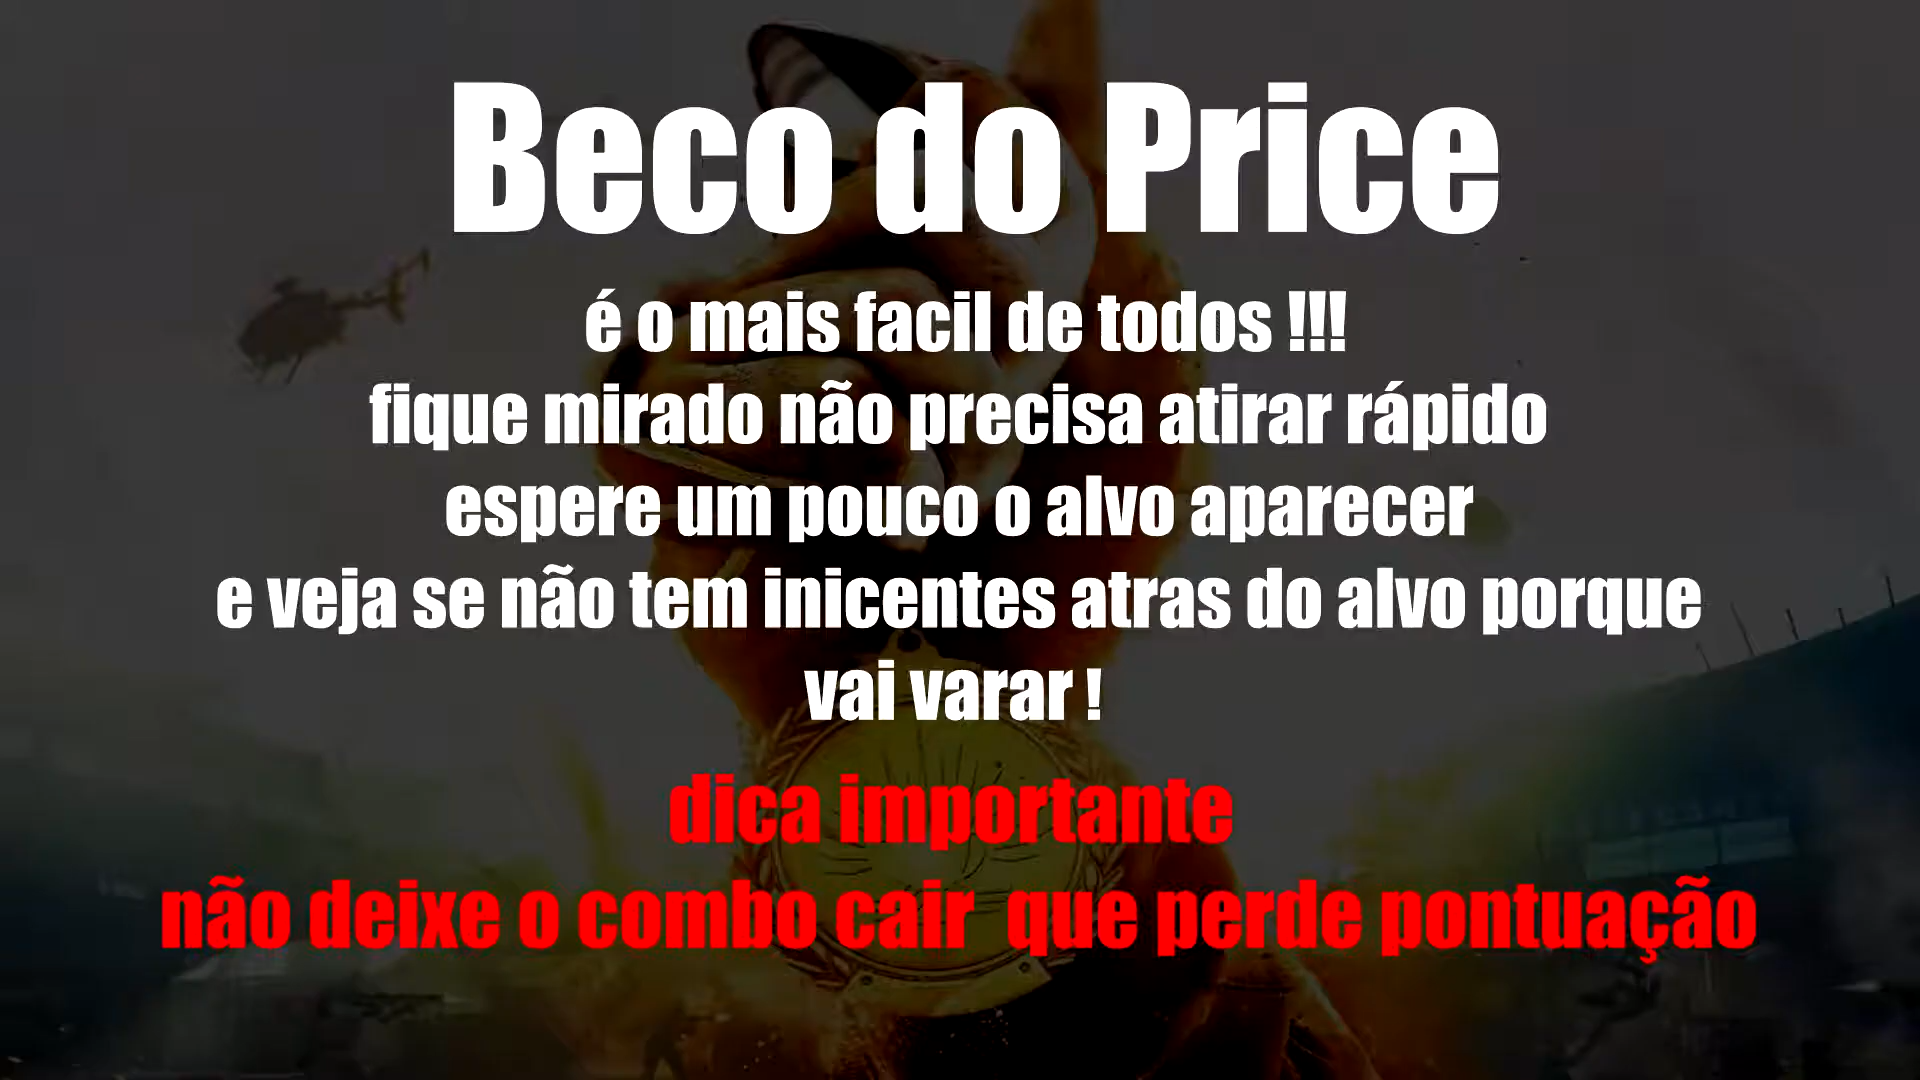 Beco do Price
é o mais facil de todos !!!
fique mirado não precisa atirar rápido
espere um pouco o alvo aparecer
e veja se não tem inicentes atras do alvo porque
vai varar !
dica importante
não deixe o combo cair que perde pontuação